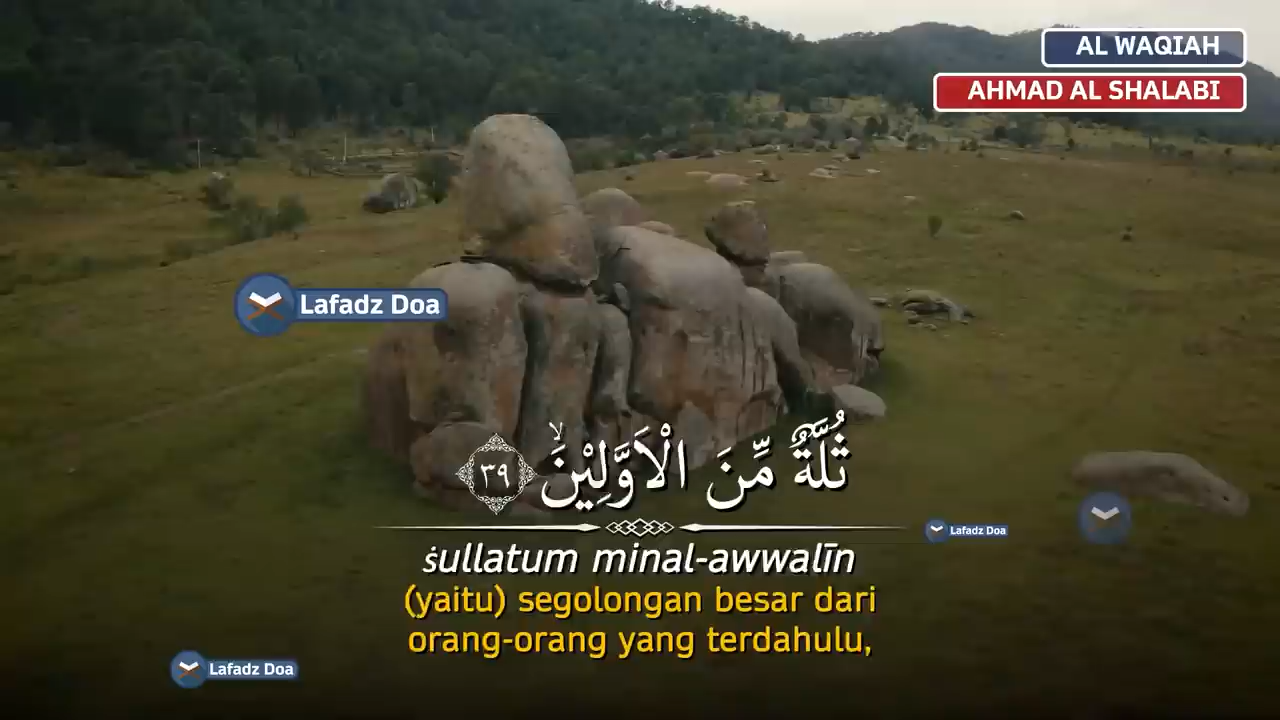 AL WAQIAH
AHMAD AL SHALABI
Lafadz Doa
ثُلَّةٌ مِّنَ الْاَوَّلِيْنَۙ ٣٩
Lafadz Doa
ṡullatum minal-awwalīn
(yaitu) segolongan besar dari
orang-orang yang terdahulu,
Lafadz Doa